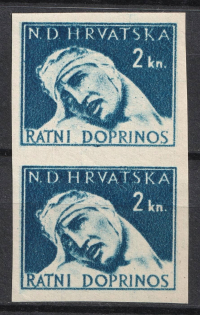 N.D HRVATSKA
2 kn.
RATNI DOPRINOS
N.D HRVATSKA
2 kn.
RATNI DOPRINOS